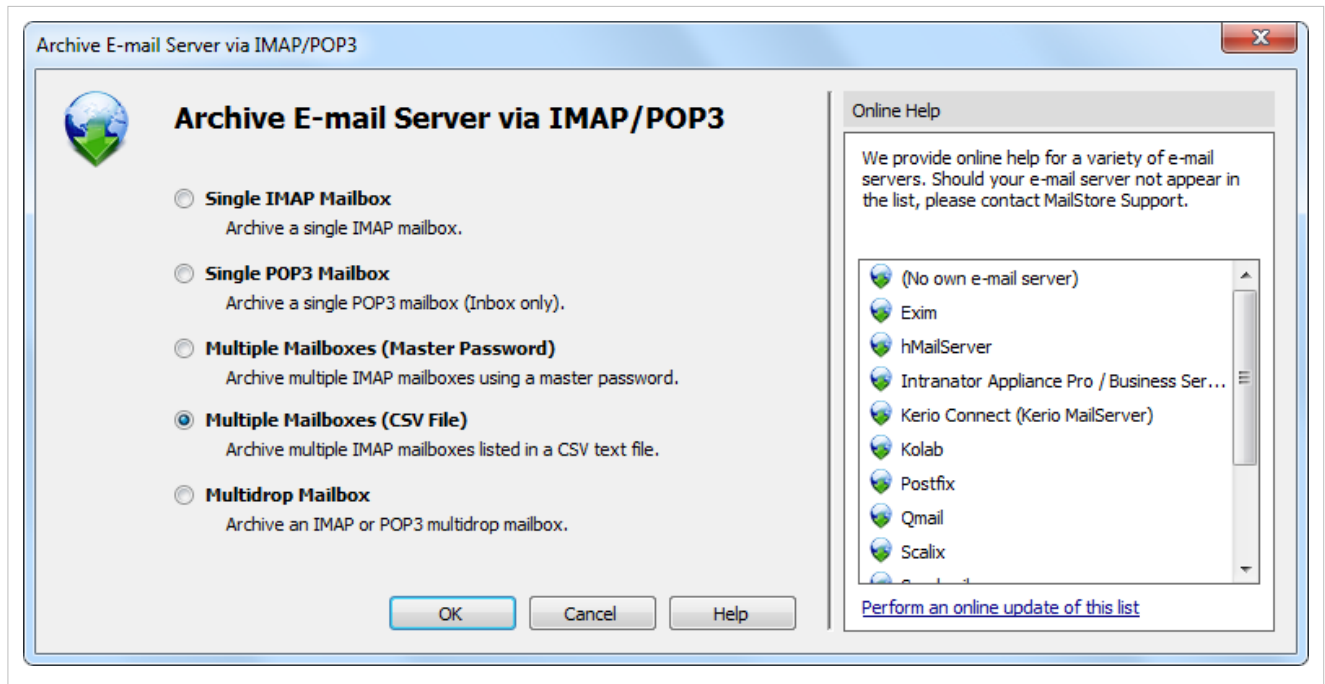 Archive E-mail Server via IMAP/POP3
Archive E-mail Server via IMAP/POP3
Single IMAP Mailbox
Archive a single IMAP mailbox.
Single POP3 Mailbox
Archive a single POP3 mailbox (Inbox only).
Multiple Mailboxes (Master Password)
Archive multiple IMAP mailboxes using a master password.
Multiple Mailboxes (CSV File)
Archive multiple IMAP mailboxes listed in a CSV text file.
Multidrop Mailbox
Archive an IMAP or POP3 multidrop mailbox.
OK
Cancel
Help
Online Help
We provide online help for a variety of e-mail
servers. Should your e-mail server not appear in
the list, please contact MailStore Support.
(No own e-mail server)
Exim
hMailServer
Intranator Appliance Pro / Business Ser...
Kerio Connect (Kerio MailServer)
Kolab
Postfix
Qmail
Scalix
Perform an online update of this list